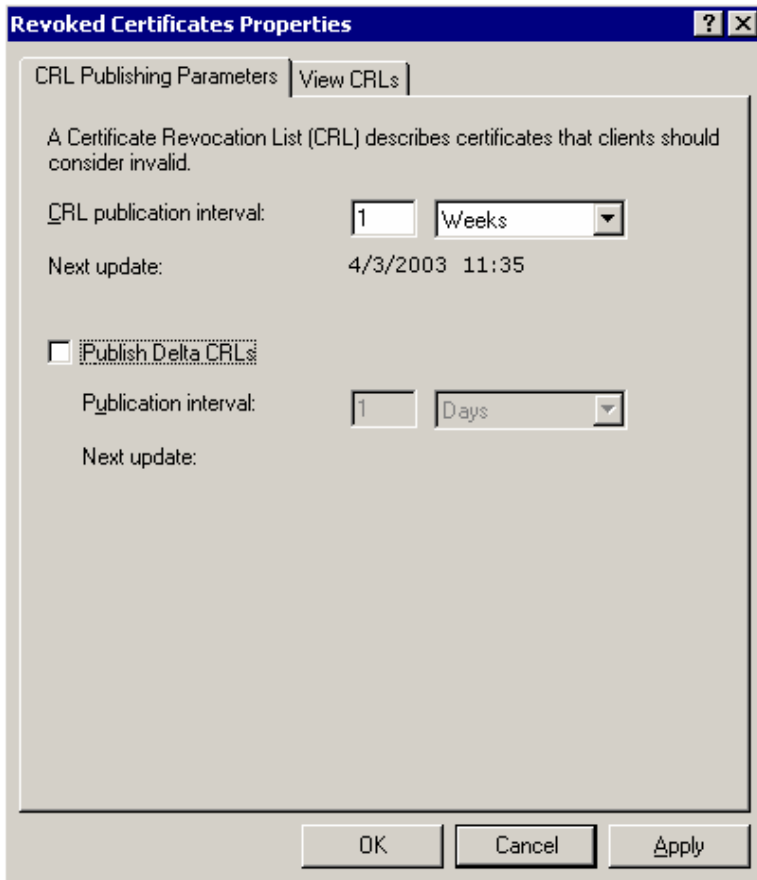 Revoked Certificates Properties
CRL Publishing Parameters
View CRLs
A Certificate Revocation List (CRL) describes certificates that clients should
consider invalid.
CRL publication interval:
1
Weeks
Next update:
4/3/2003 11:35
Publish Delta CRLs
Publication interval:
1
Days
Next update:
OK
Cancel
Apply